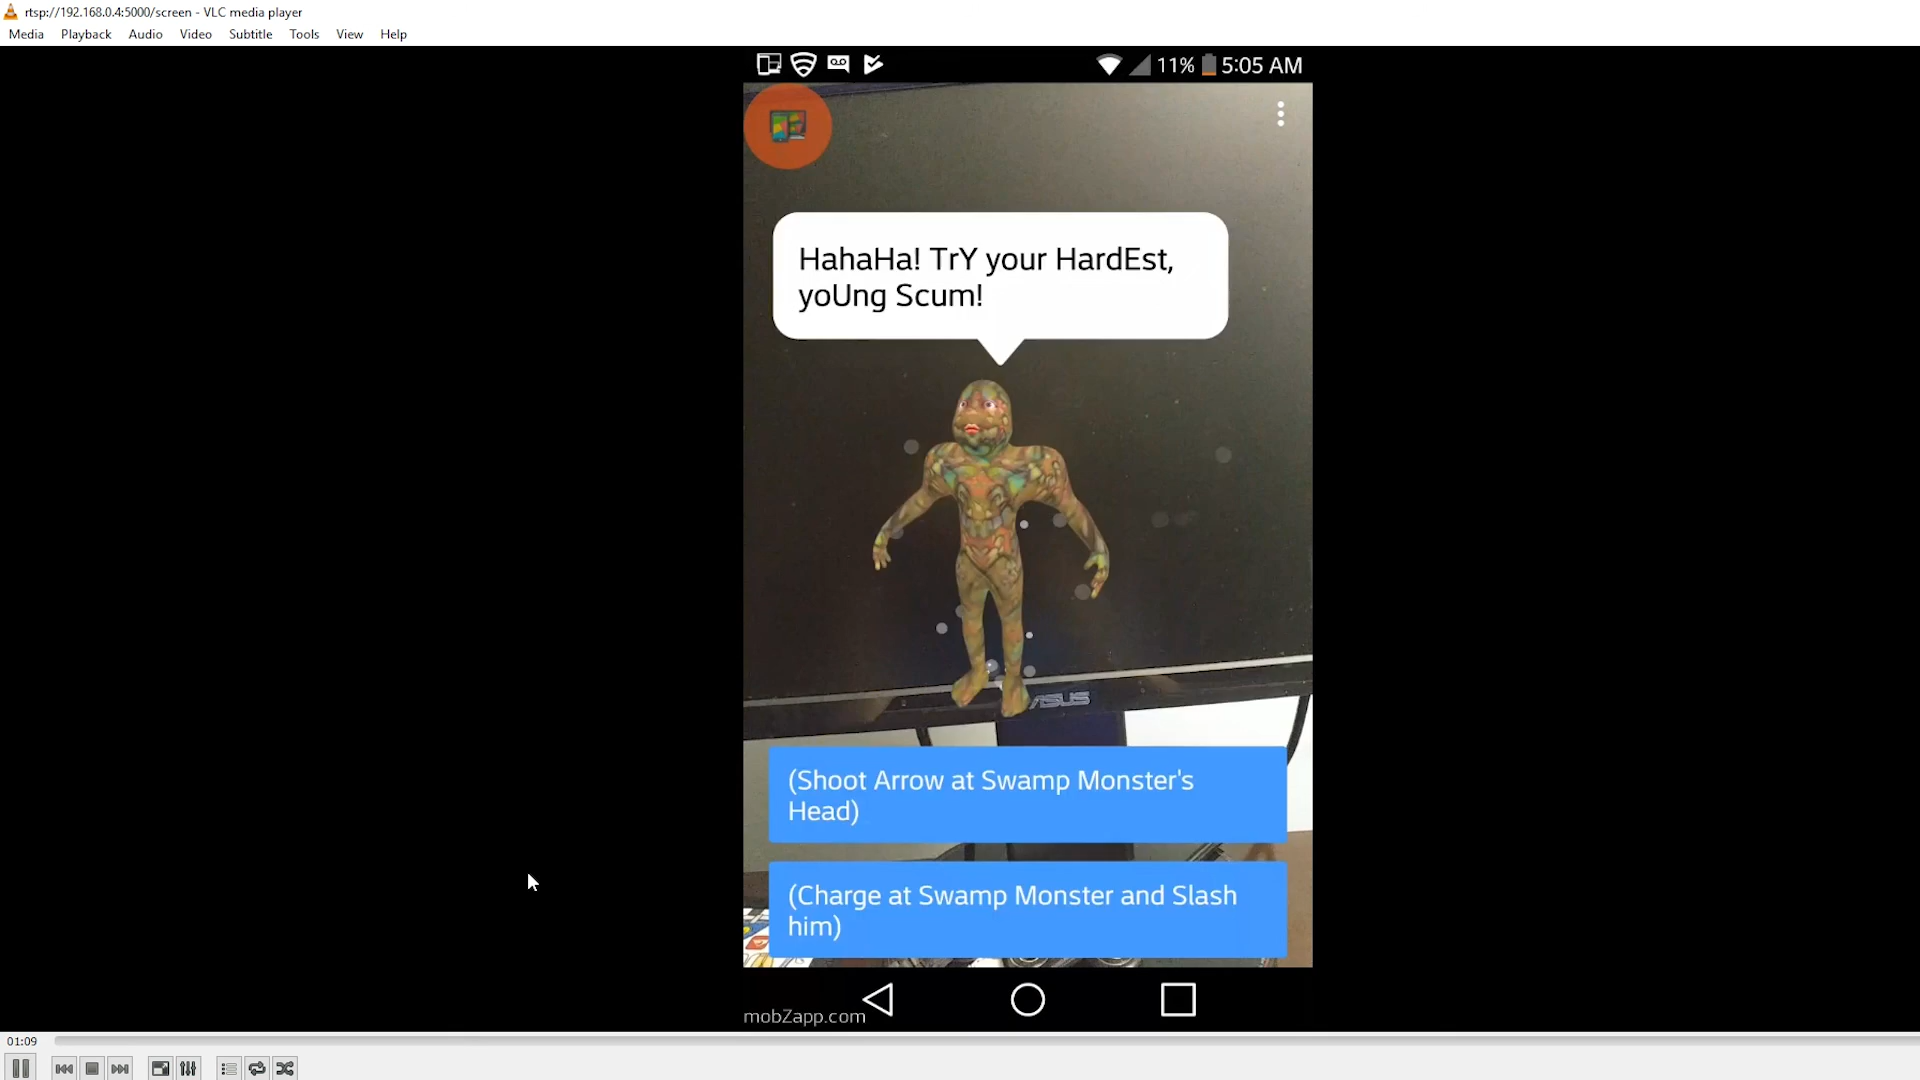 rtsp://192.168.0.4:5000/screen - VLC media player
Media Playback Audio Video Subtitle Tools View Help
11% 5:05 AM
HahaHa! TrY your HardEst,
yoUng Scum!
ASUS
(Shoot Arrow at Swamp Monster's
Head)
(Charge at Swamp Monster and Slash
him)
mobZapp.com
01:09